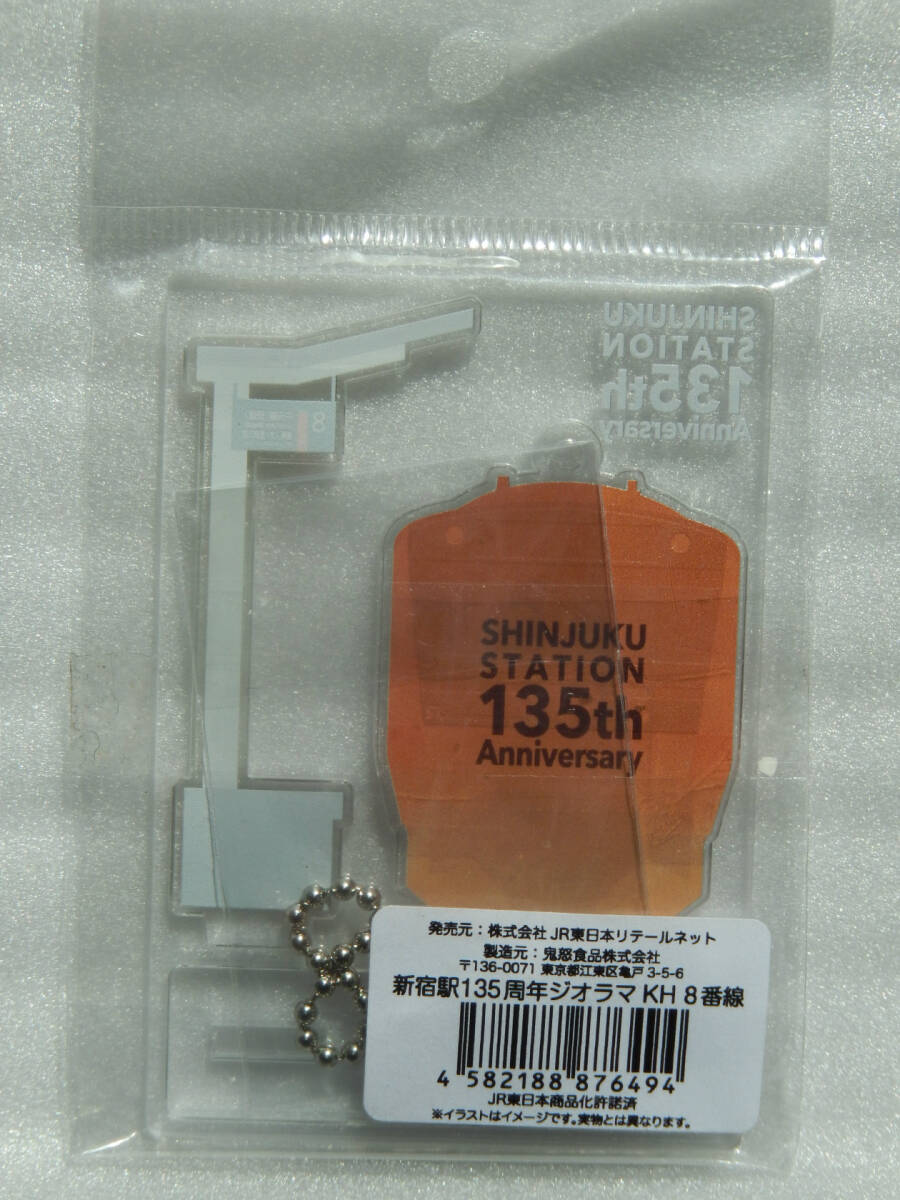 SHINJUKU
STATION
135th
Anniversary
8
SHINJUKU
STATION
135th
Anniversary
発売元：株式会社 JR東日本リテールネット
製造元：鬼怒食品株式会社
〒136-0071 東京都江東区亀戸 3-5-6
新宿駅135周年ジオラマ KH 8番線
4 582188 876494
JR東日本商品化許諾済
※イラストはイメージです。実物とは異なります。